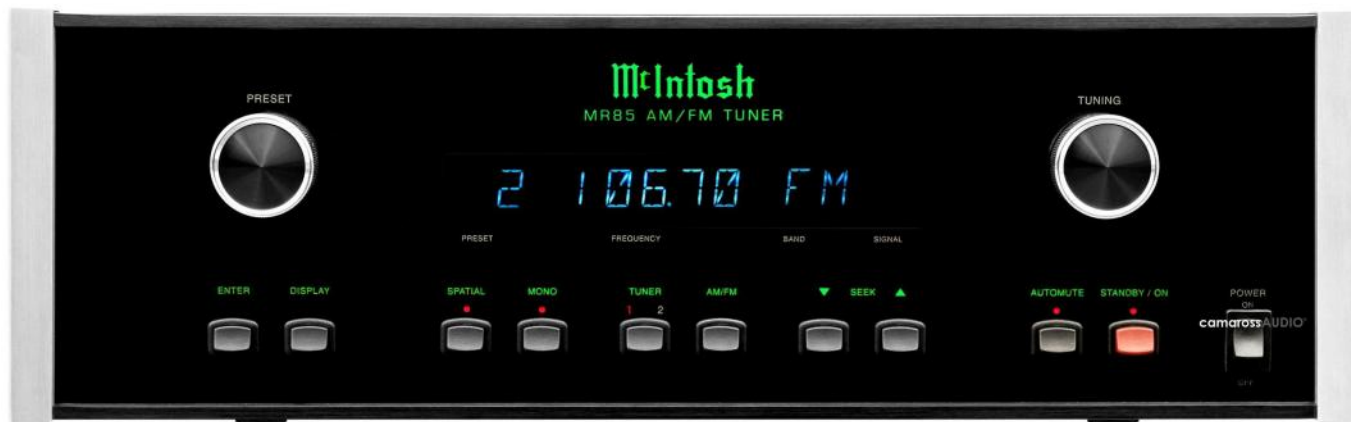 McIntosh
MR85 AM/FM TUNER
PRESET
TUNING
2 106.70 FM
PRESET FREQUENCY BAND SIGNAL
ENTER DISPLAY SPATIAL MONO TUNER AM/FM ▼ SEEK ▲ AUTOMUTE STANDBY / ON POWER
1 2
ON
camarossAUDIO
OFF